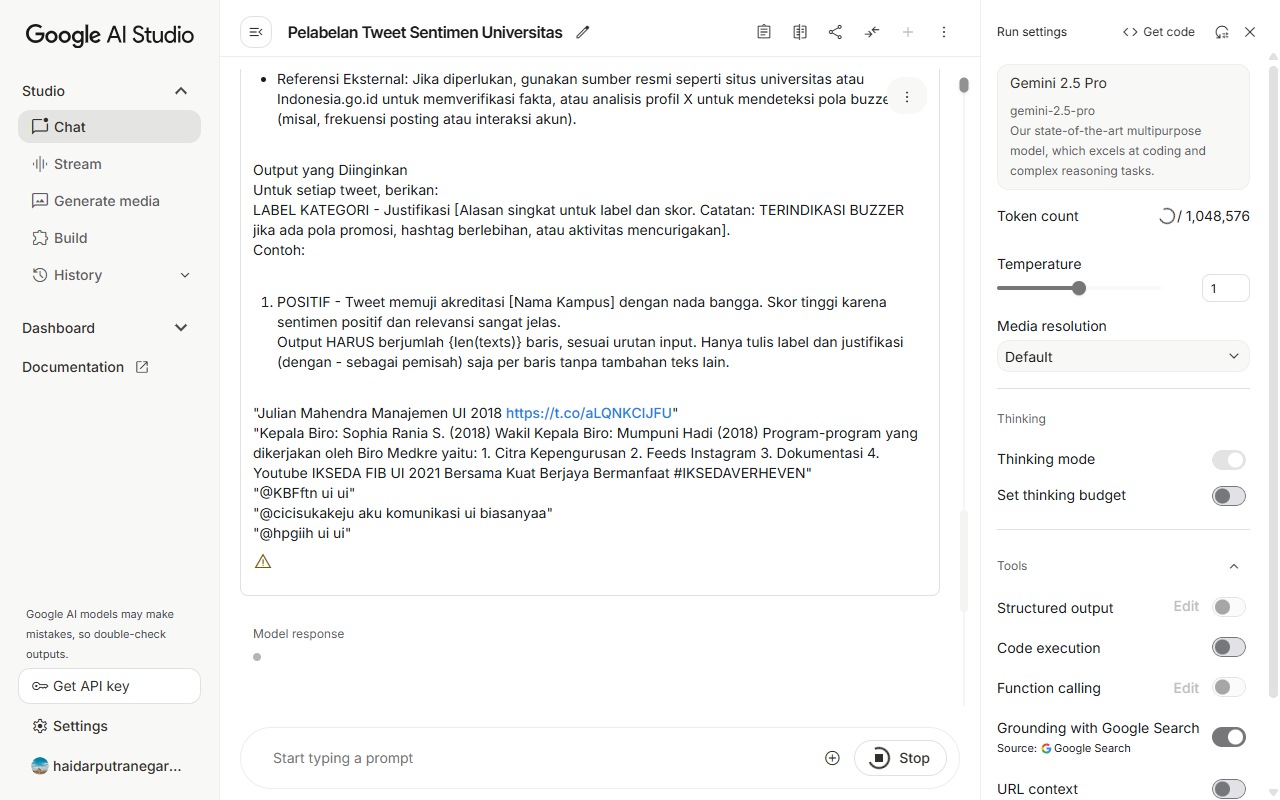 Google AI Studio
Studio
Chat
Stream
Generate media
Build
History
Dashboard
Documentation
Google AI models may make
mistakes, so double-check
outputs.
Get API key
Settings
haidarputranegar...
Pelabelan Tweet Sentimen Universitas
• Referensi Eksternal: Jika diperlukan, gunakan sumber resmi seperti situs universitas atau
Indonesia.go.id untuk memverifikasi fakta, atau analisis profil X untuk mendeteksi pola
(misal, frekuensi posting atau interaksi akun).
Output yang Diinginkan
Untuk setiap tweet, berikan:
LABEL KATEGORI - Justifikasi [Alasan singkat untuk label dan skor. Catatan: TERINDIKASI BUZZER
jika ada pola promosi, hashtag berlebihan, atau aktivitas mencurigakan].
Contoh:
1. POSITIF - Tweet memuji akreditasi [Nama Kampus] dengan nada bangga. Skor tinggi karena
sentimen positif dan relevansi sangat jelas.
Output HARUS berjumlah {len(texts)} baris, sesuai urutan input. Hanya tulis label dan justifikasi
(dengan - sebagai pemisah) saja per baris tanpa tambahan teks lain.
"Julian Mahendra Manajemen UI 2018 https://t.co/aLQNKCIJFU"
"Kepala Biro: Sophia Rania S. (2018) Wakil Kepala Biro: Mumpuni Hadi (2018) Program-program yang
dikerjakan oleh Biro Medkre yaitu: 1. Citra Kepengurusan 2. Feeds Instagram 3. Dokumentasi 4.
Youtube IKSEDA FIB UI 2021 Bersama Kuat Berjaya Bermanfaat #IKSEDAVERHEVEN"
"@KBFftn ui ui"
"@cicisukakeju aku komunikasi ui biasanyaa"
"@hpgiih ui ui"
Model response
Start typing a prompt
Stop
Run settings
<> Get code
Gemini 2.5 Pro
gemini-2.5-pro
Our state-of-the-art multipurpose
model, which excels at coding and
complex reasoning tasks.
Token count
/ 1,048,576
Temperature
1
Media resolution
Default
Thinking
Thinking mode
Set thinking budget
Tools
Structured output
Edit
Code execution
Function calling
Edit
Grounding with Google Search
Source: Google Search
URL context